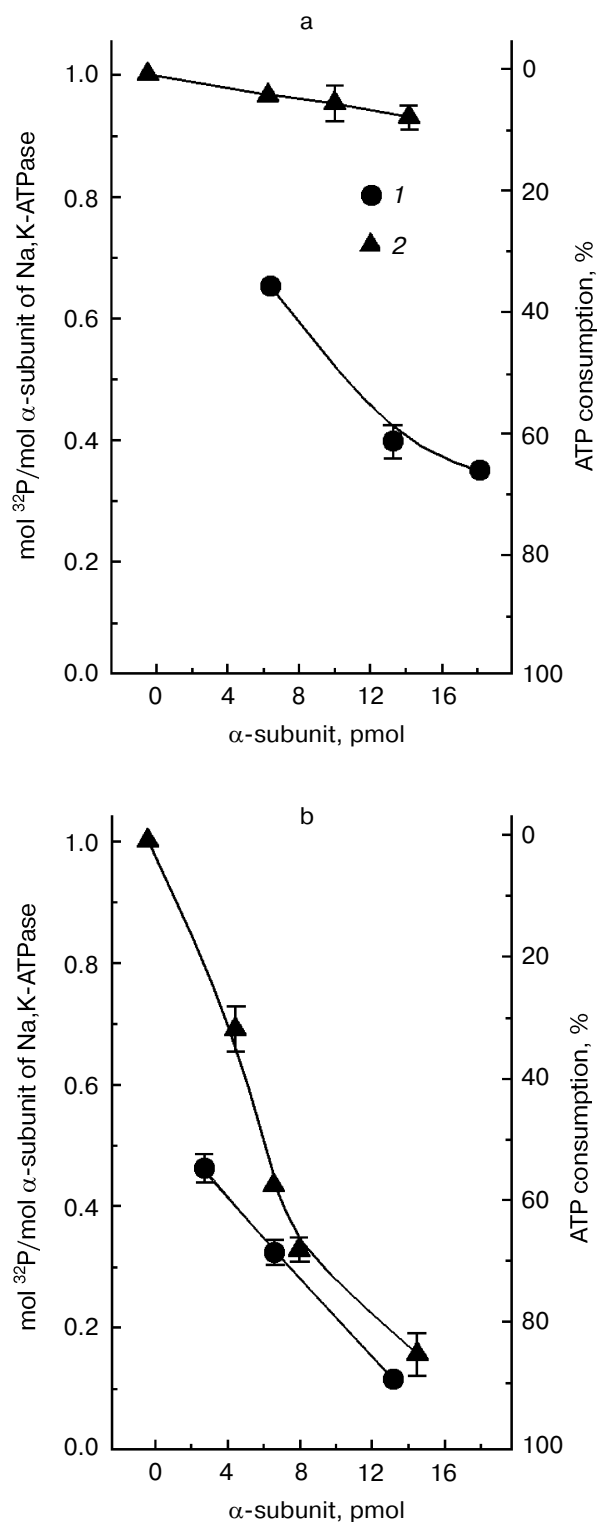 a
mol ³²P/mol α-subunit of Na,K-ATPase
1.0
0.8
0.6
0.4
0.2
0.0
1
2
0
20
40
60
80
100
ATP consumption, %
0 4 8 12 16
α-subunit, pmol
b
mol ³²P/mol α-subunit of Na,K-ATPase
1.0
0.8
0.6
0.4
0.2
0.0
0
20
40
60
80
100
ATP consumption, %
0 4 8 12 16
α-subunit, pmol